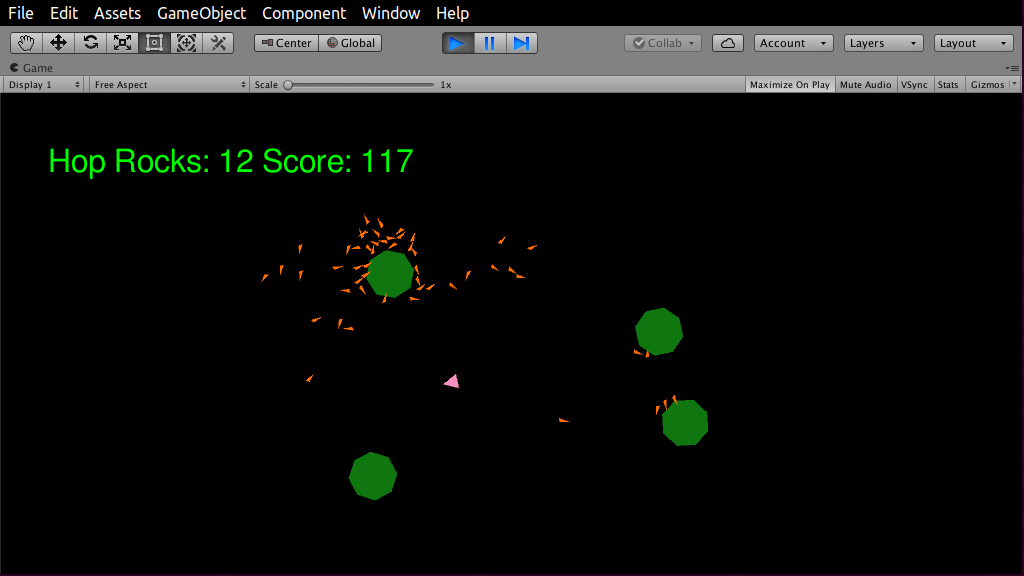 File Edit Assets GameObject Component Window Help
Center Global Collab Account Layers Layout
Game
Display 1 Free Aspect Scale 1x Maximize On Play Mute Audio VSync Stats Gizmos
Hop Rocks: 12 Score: 117